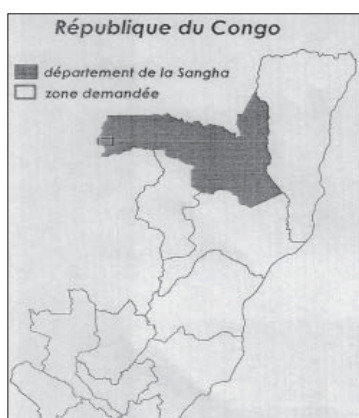 République du Congo
département de la Sangha
zone demandée